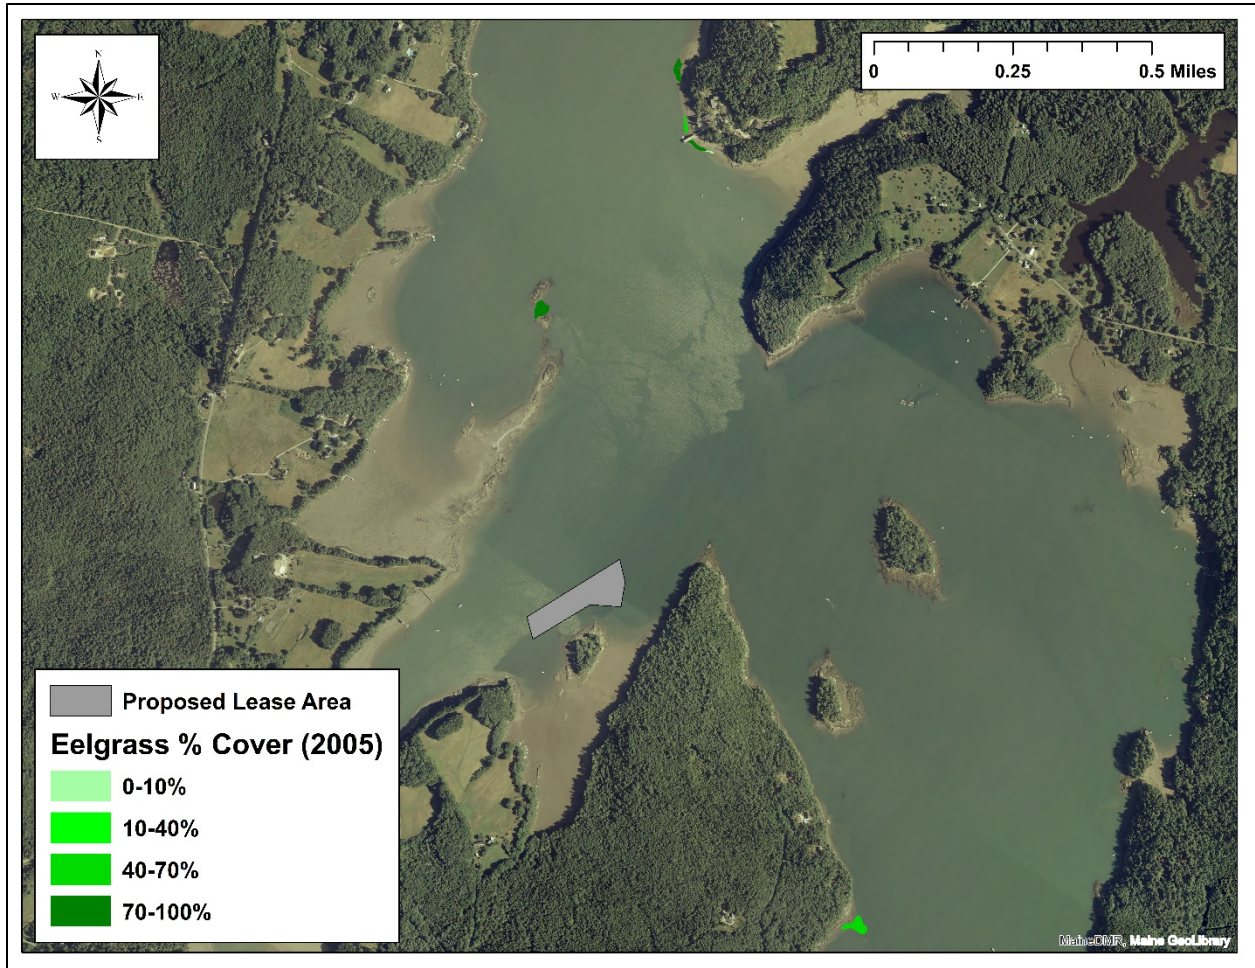 N
W E
S
0 0.25 0.5 Miles
Proposed Lease Area
Eelgrass % Cover (2005)
0-10%
10-40%
40-70%
70-100%
MaineDMR, Maine GeoLibrary